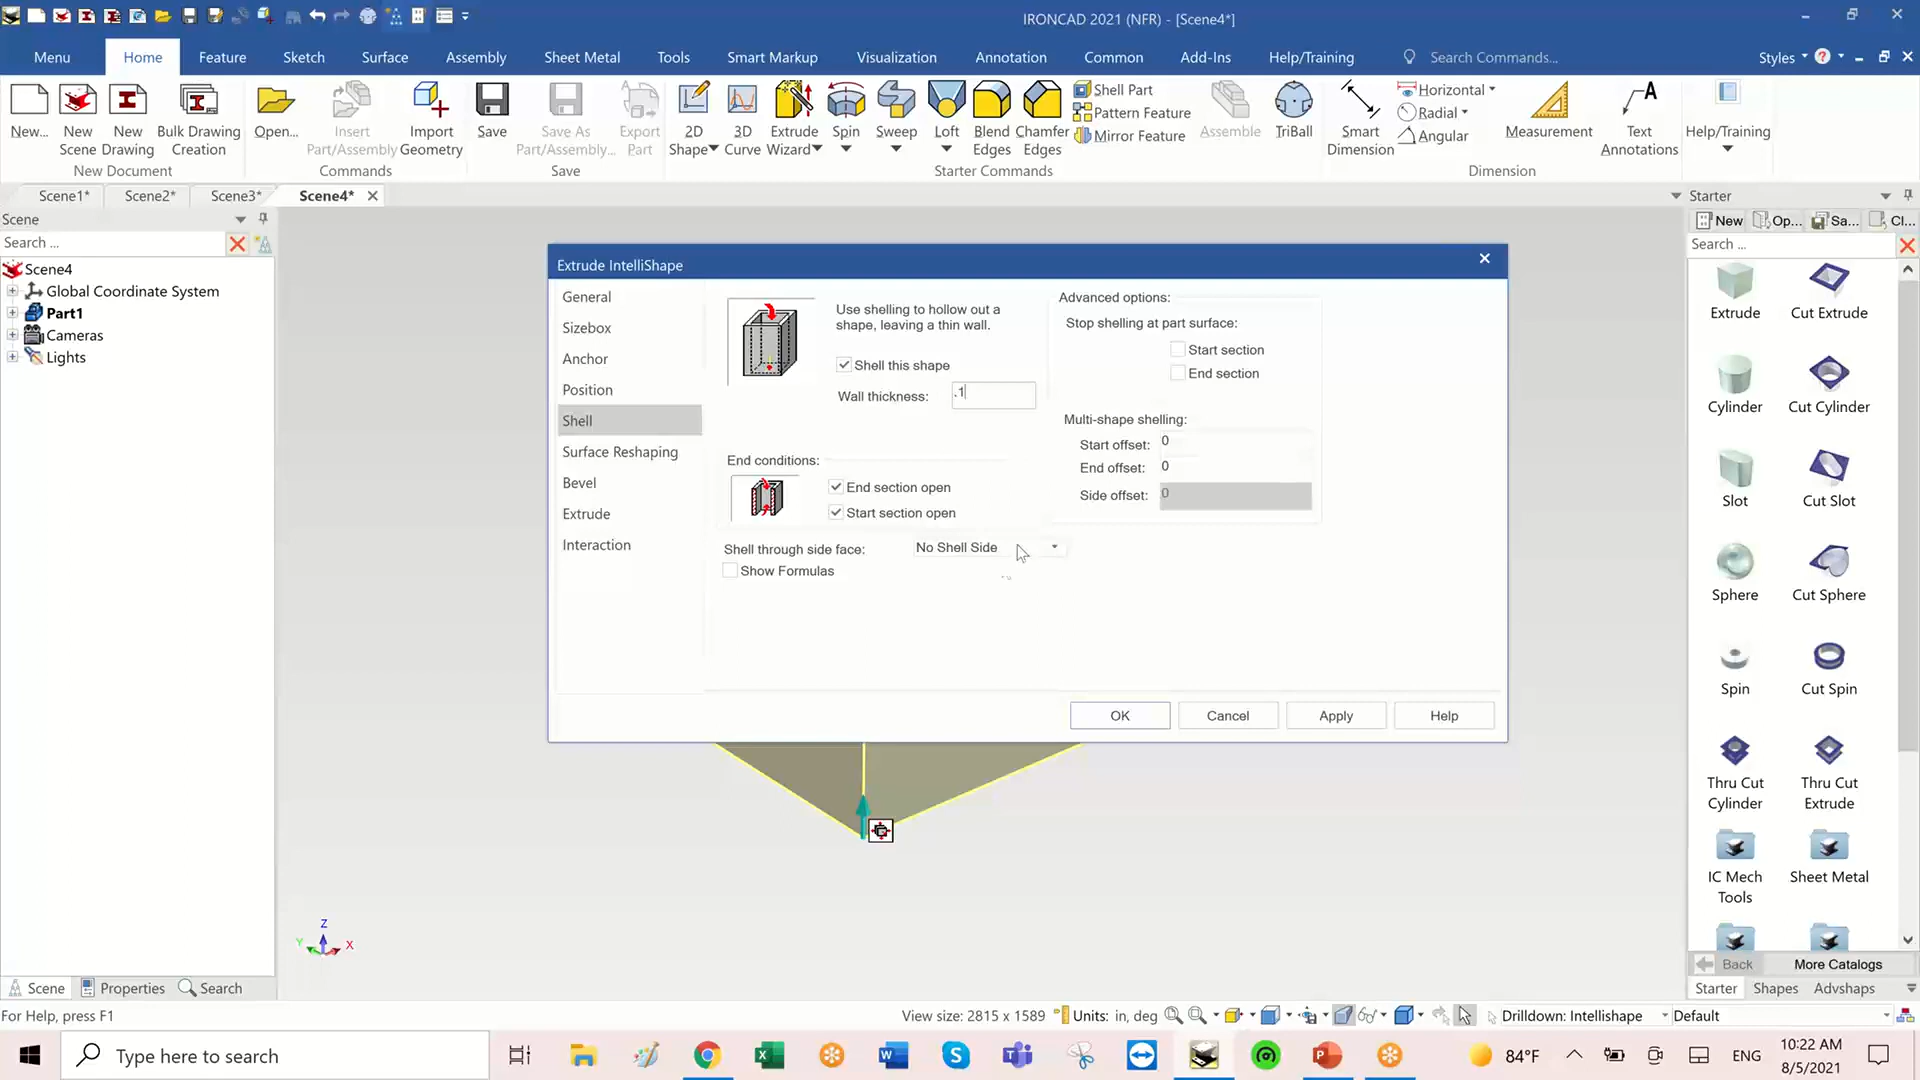 IRONCAD 2021 (NFR) - [Scene4*]
Menu
Home
Feature
Sketch
Surface
Assembly
Sheet Metal
Tools
Smart Markup
Visualization
Annotation
Common
Add-Ins
Help/Training
Search Commands...
Styles
New...
New Scene
New Drawing
Bulk Drawing Creation
New Document
Open...
Insert Part/Assembly
Import Geometry
Commands
Save
Save As Part/Assembly...
Export Part
Save
2D Shape
3D Curve
Extrude Wizard
Spin
Sweep
Loft
Blend Edges
Chamfer Edges
Shell Part
Pattern Feature
Mirror Feature
Assemble
TriBall
Starter Commands
Smart Dimension
Horizontal
Radial
Angular
Measurement
Text Annotations
Dimension
Help/Training
Scene1*
Scene2*
Scene3*
Scene4*
Scene
Search ...
Scene4
Global Coordinate System
Part1
Cameras
Lights
Extrude IntelliShape
General
Sizebox
Anchor
Position
Shell
Surface Reshaping
Bevel
Extrude
Interaction
Use shelling to hollow out a
shape, leaving a thin wall.
Shell this shape
Wall thickness: .1
End conditions:
End section open
Start section open
Shell through side face: No Shell Side
Show Formulas
Advanced options:
Stop shelling at part surface:
Start section
End section
Multi-shape shelling:
Start offset: 0
End offset: 0
Side offset: 0
OK
Cancel
Apply
Help
Z
Y
X
Starter
New
Op...
Sa...
Cl...
Search ...
Extrude
Cut Extrude
Cylinder
Cut Cylinder
Slot
Cut Slot
Sphere
Cut Sphere
Spin
Cut Spin
Thru Cut Cylinder
Thru Cut Extrude
IC Mech Tools
Sheet Metal
Back
More Catalogs
Starter
Shapes
Advshaps
Scene
Properties
Search
For Help, press F1
View size: 2815 x 1589
Units: in, deg
Drilldown: Intellishape
Default
Type here to search
84°F
ENG
10:22 AM
8/5/2021